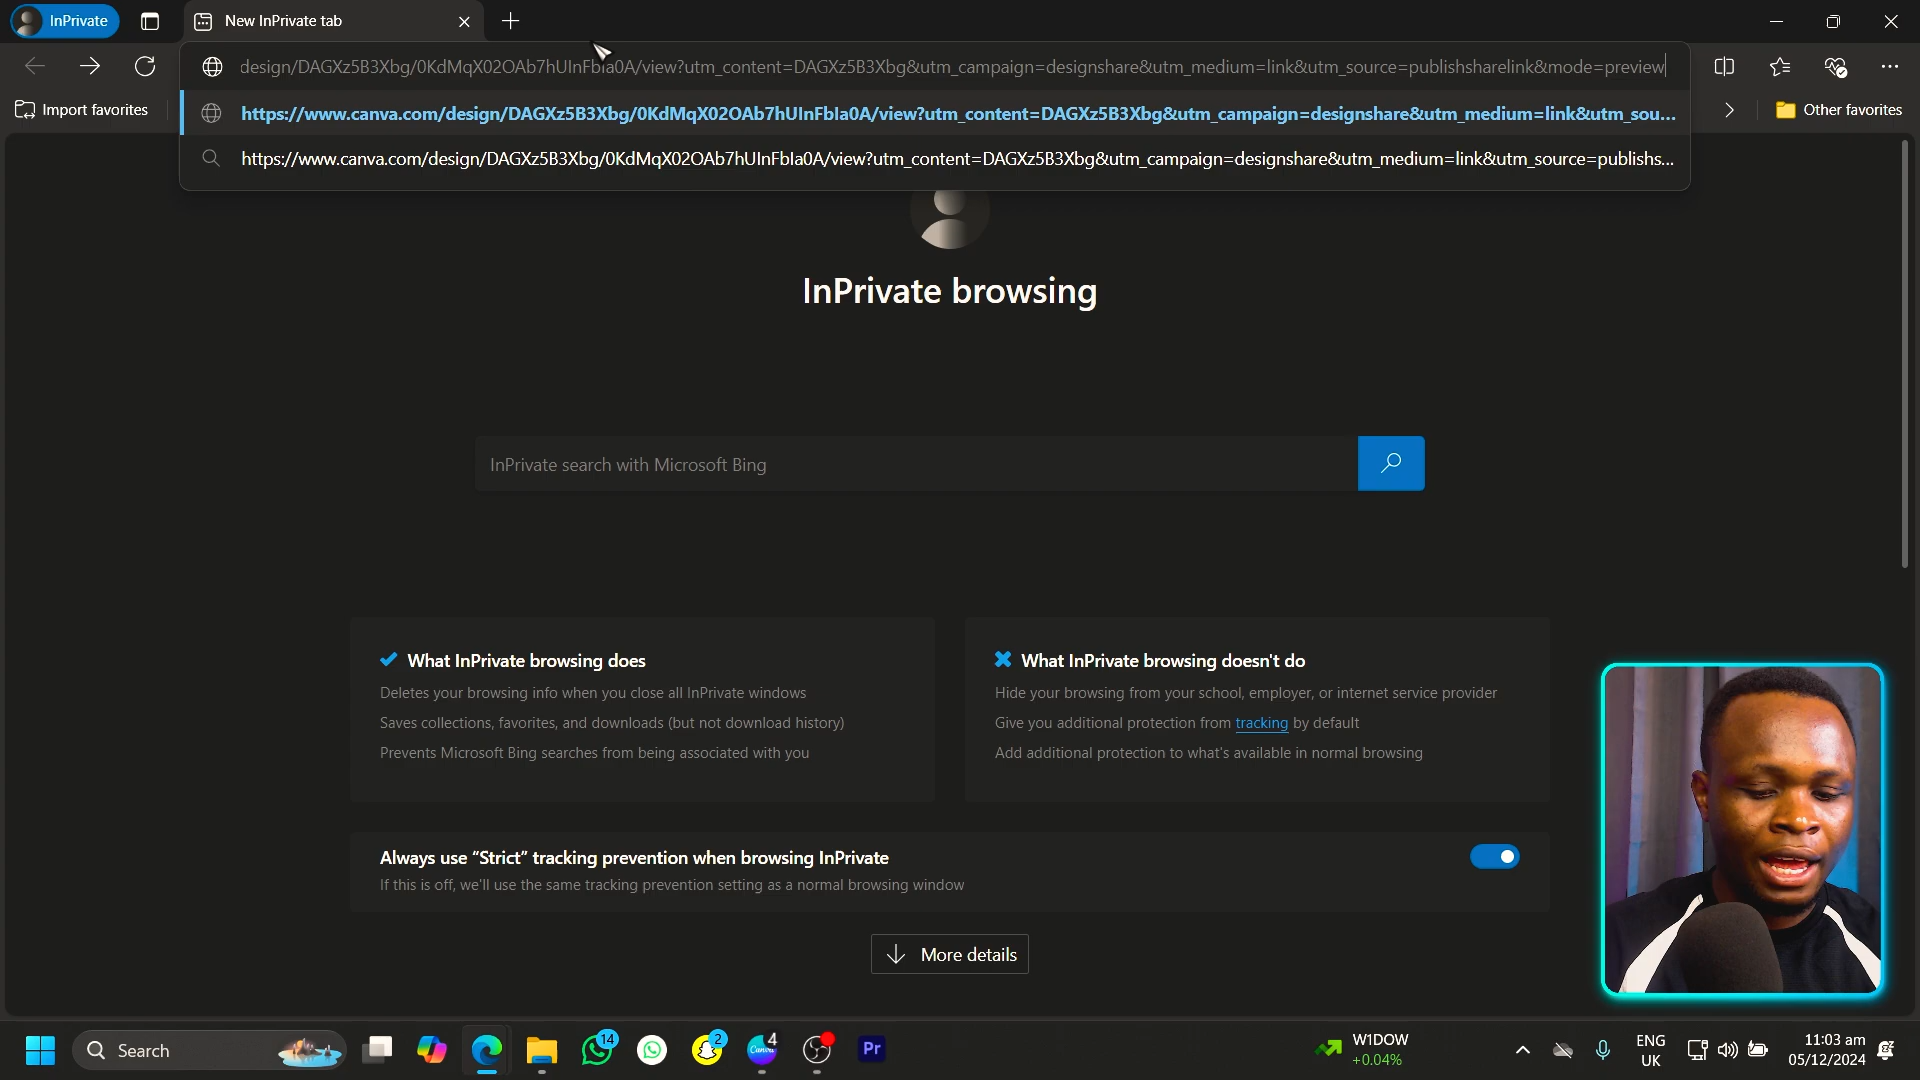 InPrivate
New InPrivate tab
design/DAGXz5B3Xbg/0KdMqX02OAb7hUInFbIa0A/view?utm_content=DAGXz5B3Xbg&utm_campaign=designshare&utm_medium=link&utm_source=publishsharelink&mode=preview
Import favorites
https://www.canva.com/design/DAGXz5B3Xbg/0KdMqX02OAb7hUInFbIa0A/view?utm_content=DAGXz5B3Xbg&utm_campaign=designshare&utm_medium=link&utm_sou...
Other favorites
https://www.canva.com/design/DAGXz5B3Xbg/0KdMqX02OAb7hUInFbIa0A/view?utm_content=DAGXz5B3Xbg&utm_campaign=designshare&utm_medium=link&utm_source=publishs...
InPrivate browsing
InPrivate search with Microsoft Bing
What InPrivate browsing does
Deletes your browsing info when you close all InPrivate windows
Saves collections, favorites, and downloads (but not download history)
Prevents Microsoft Bing searches from being associated with you
What InPrivate browsing doesn't do
Hide your browsing from your school, employer, or internet service provider
Give you additional protection from tracking by default
Add additional protection to what's available in normal browsing
Always use “Strict” tracking prevention when browsing InPrivate
If this is off, we'll use the same tracking prevention setting as a normal browsing window
More details
Search
14
2
Canva
4
Pr
W1DOW
+0.04%
ENG
UK
11:03 am
05/12/2024